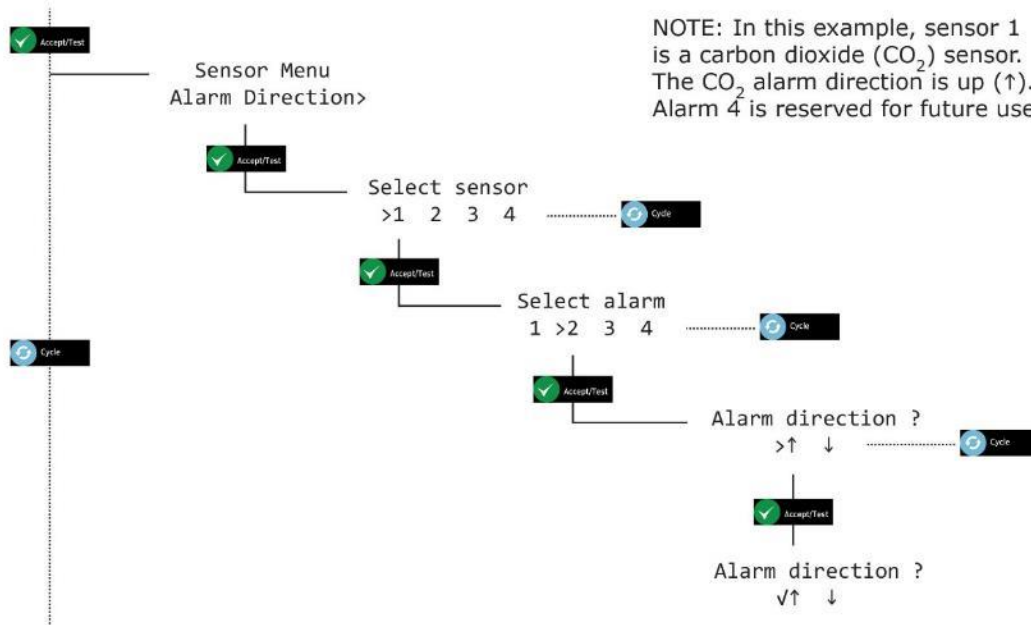 NOTE: In this example, sensor 1
is a carbon dioxide (CO₂) sensor.
The CO₂ alarm direction is up (↑).
Alarm 4 is reserved for future use
Accept/Test
Sensor Menu
Alarm Direction>
Accept/Test
Select sensor
>1 2 3 4
Cycle
Accept/Test
Select alarm
1 >2 3 4
Cycle
Cycle
Accept/Test
Alarm direction ?
>↑ ↓
Cycle
Accept/Test
Alarm direction ?
√↑ ↓